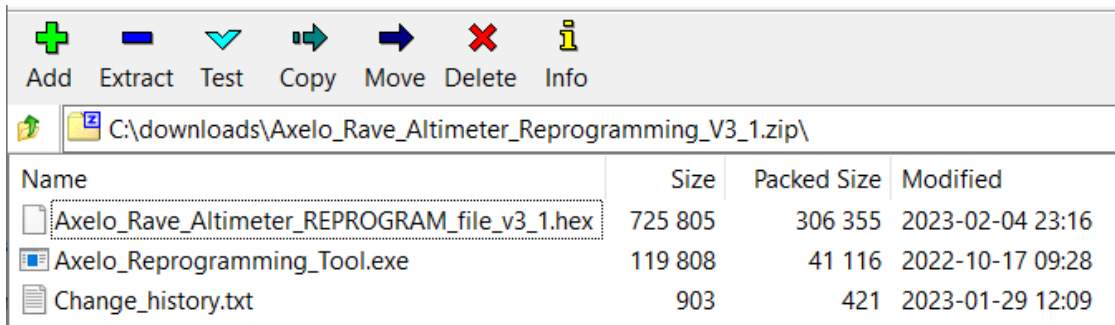 Add Extract Test Copy Move Delete Info
C:\downloads\Axelo_Rave_Altimeter_Reprogramming_V3_1.zip\
Name Size Packed Size Modified
Axelo_Rave_Altimeter_REPROGRAM_file_v3_1.hex 725 805 306 355 2023-02-04 23:16
Axelo_Reprogramming_Tool.exe 119 808 41 116 2022-10-17 09:28
Change_history.txt 903 421 2023-01-29 12:09